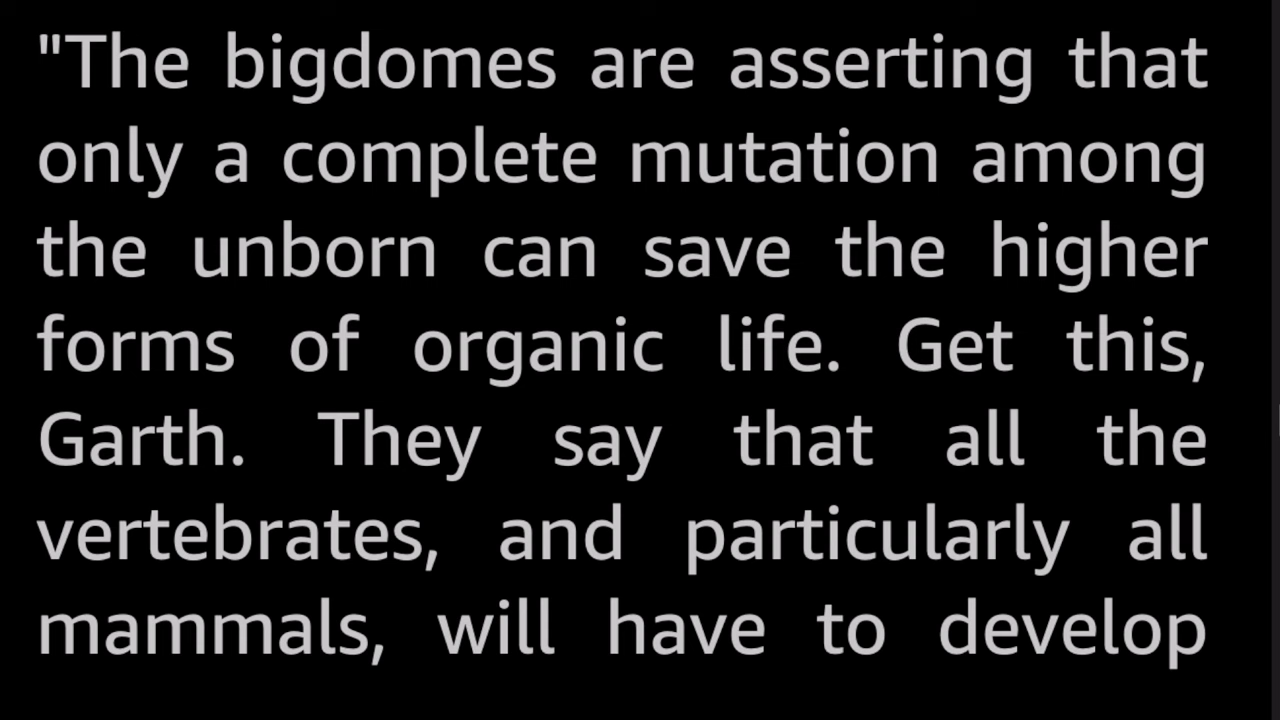 "The bigdomes are asserting that
only a complete mutation among
the unborn can save the higher
forms of organic life. Get this,
Garth. They say that all the
vertebrates, and particularly all
mammals, will have to develop